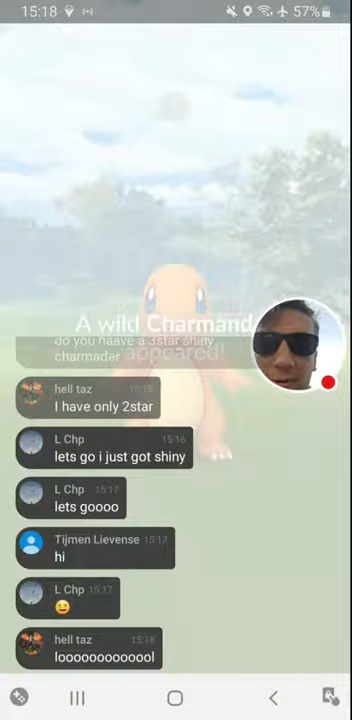 15:18
57%
A wild Charmand
do you haave a 3star shiny
charmader
appeared!
hell taz 15:15
I have only 2star
L Chp 15:16
lets go i just got shiny
L Chp 15:17
lets goooo
Tijmen Lievense 15:17
hi
L Chp 15:17
😆
hell taz 15:18
looooooooooool